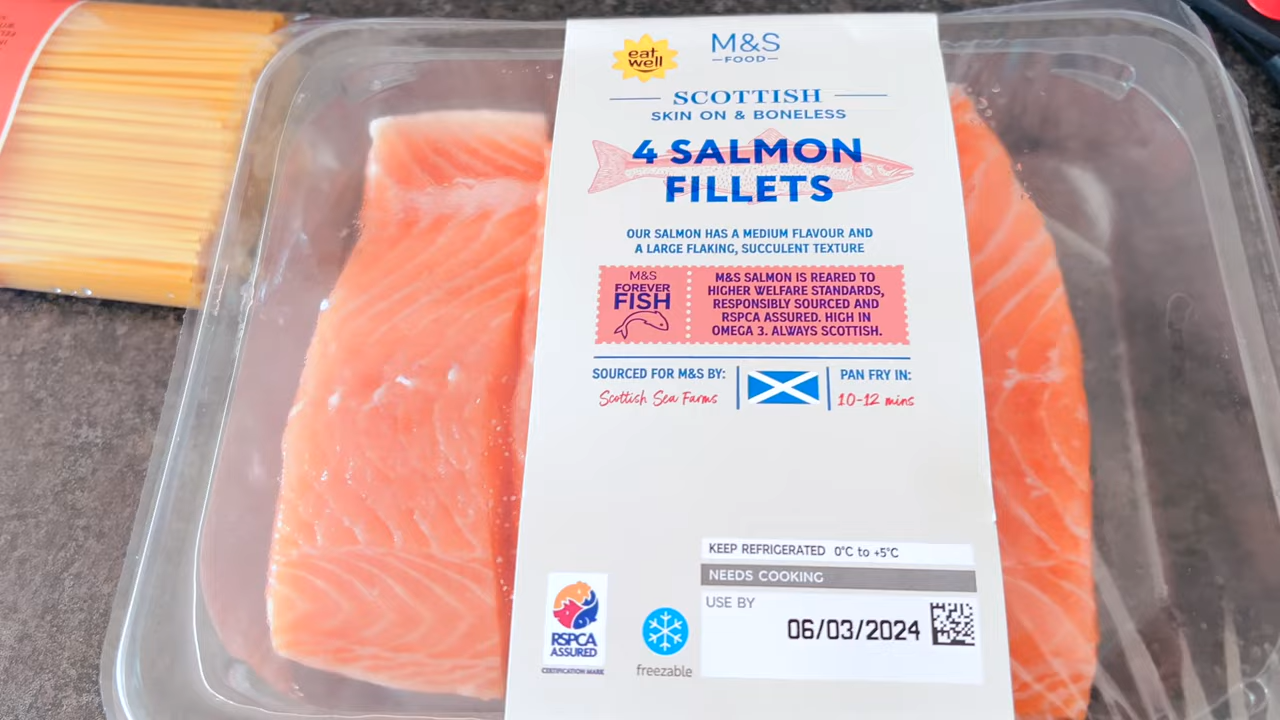 eat
well
M&S
FOOD
SCOTTISH
SKIN ON & BONELESS
4 SALMON
FILLETS
OUR SALMON HAS A MEDIUM FLAVOUR AND
A LARGE FLAKING, SUCCULENT TEXTURE
M&S
FOREVER
FISH
M&S SALMON IS REARED TO
HIGHER WELFARE STANDARDS,
RESPONSIBLY SOURCED AND
RSPCA ASSURED. HIGH IN
OMEGA 3. ALWAYS SCOTTISH.
SOURCED FOR M&S BY:
Scottish Sea Farms
PAN FRY IN:
10-12 mins
KEEP REFRIGERATED 0°C to +5°C
NEEDS COOKING
USE BY
06/03/2024
RSPCA
ASSURED
CERTIFICATION MARK
freezable